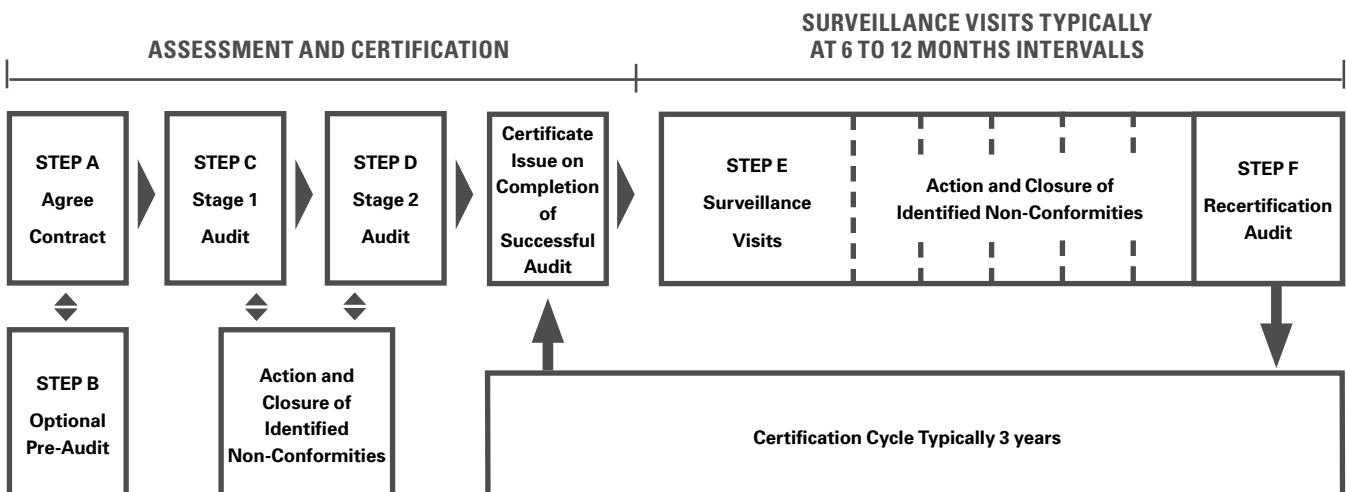 ASSESSMENT AND CERTIFICATION
SURVEILLANCE VISITS TYPICALLY
AT 6 TO 12 MONTHS INTERVALLS
STEP A
Agree
Contract
STEP C
Stage 1
Audit
STEP D
Stage 2
Audit
Certificate
Issue on
Completion
of
Successful
Audit
STEP E
Surveillance
Visits
Action and Closure of
Identified Non-Conformities
STEP F
Recertification
Audit
STEP B
Optional
Pre-Audit
Action and
Closure of
Identified
Non-Conformities
Certification Cycle Typically 3 years